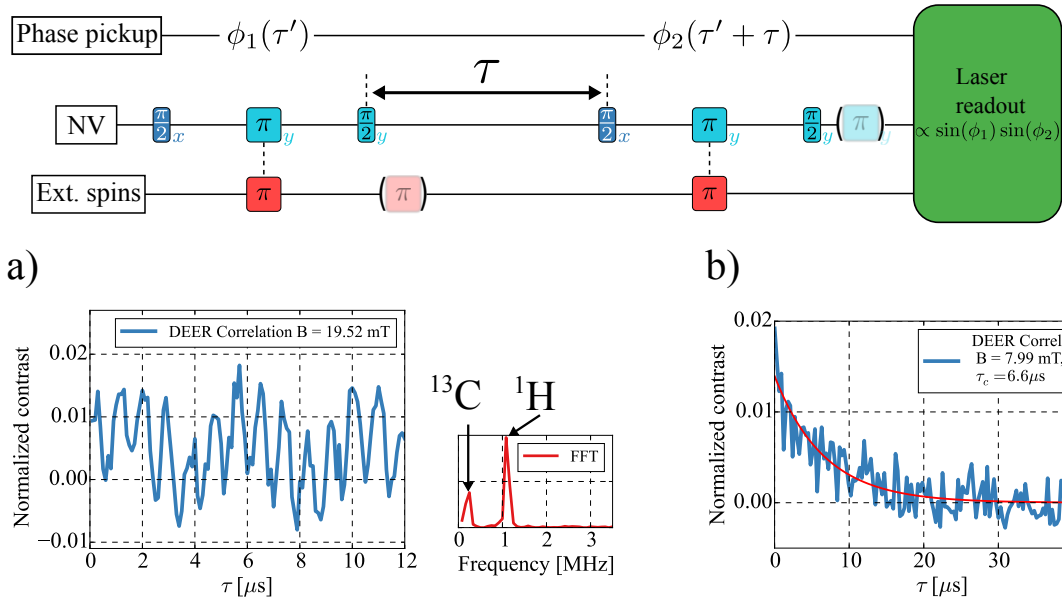 Phase pickup
ϕ₁(τ′)
ϕ₂(τ′ + τ)
τ
NV
π/2 x
π y
π/2 y
π/2 x
π y
π/2 y
(π) y
Laser
readout
∝ sin(ϕ₁) sin(ϕ₂)
Ext. spins
π
(π)
π
a)
DEER Correlation B = 19.52 mT
Normalized contrast
0.02
0.01
0.00
−0.01
0 2 4 6 8 10 12
τ [μs]
¹³C
¹H
FFT
0 1 2 3
Frequency [MHz]
b)
DEER Correl
B = 7.99 mT,
τc = 6.6μs
Normalized contrast
0.02
0.01
0.00
0 10 20 30
τ [μs]